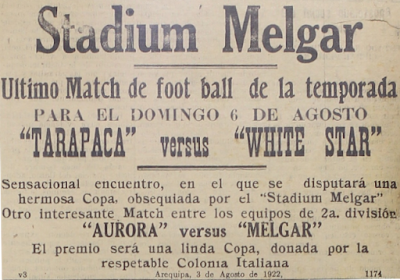 Stadium Melgar
Ultimo Match de foot ball de la temporada
PARA EL DOMINGO 6 DE AGOSTO
"TARAPACA" versus "WHITE STAR"
Sensacional encuentro, en el que se disputará una
hermosa Copa, obsequiada por el "Stadium Melgar"
Otro interesante Match entre los equipos de 2a. división
"AURORA" versus "MELGAR"
El premio será una linda Copa, donada por la
respetable Colonia Italiana
v3 Arequipa, 3 de Agosto de 1922, 1174